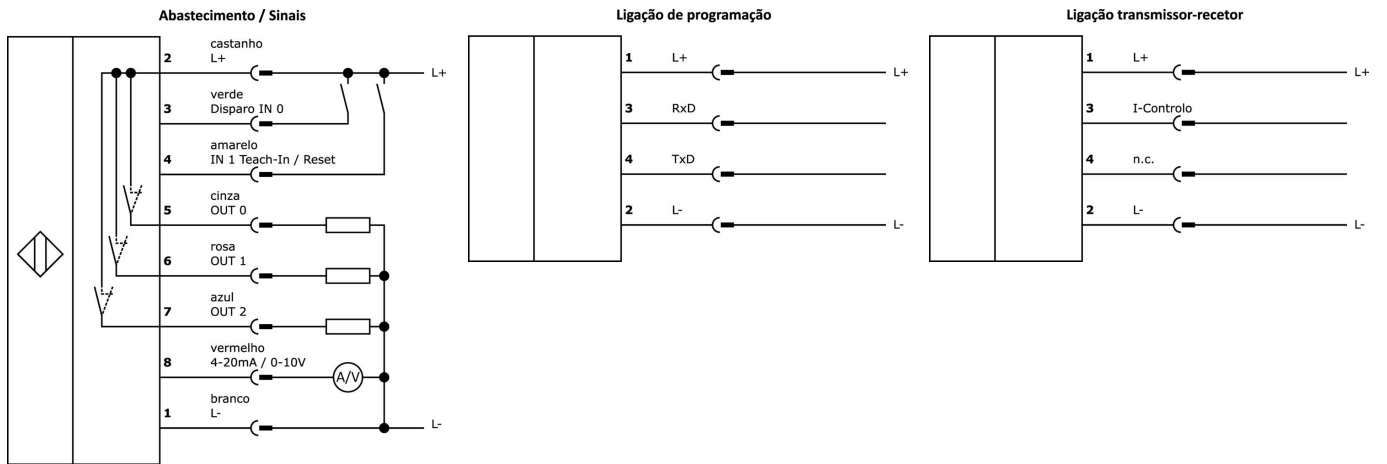 Abastecimento / Sinais
castanho
2 L+
L+
verde
3 Disparo IN 0
amarelo
4 IN 1 Teach-In / Reset
cinza
5 OUT 0
rosa
6 OUT 1
azul
7 OUT 2
vermelho
8 4-20mA / 0-10V
A/V
branco
1 L-
L-
Ligação de programação
1 L+
L+
3 RxD
4 TxD
2 L-
L-
Ligação transmissor-recetor
1 L+
L+
3 I-Controlo
4 n.c.
2 L-
L-